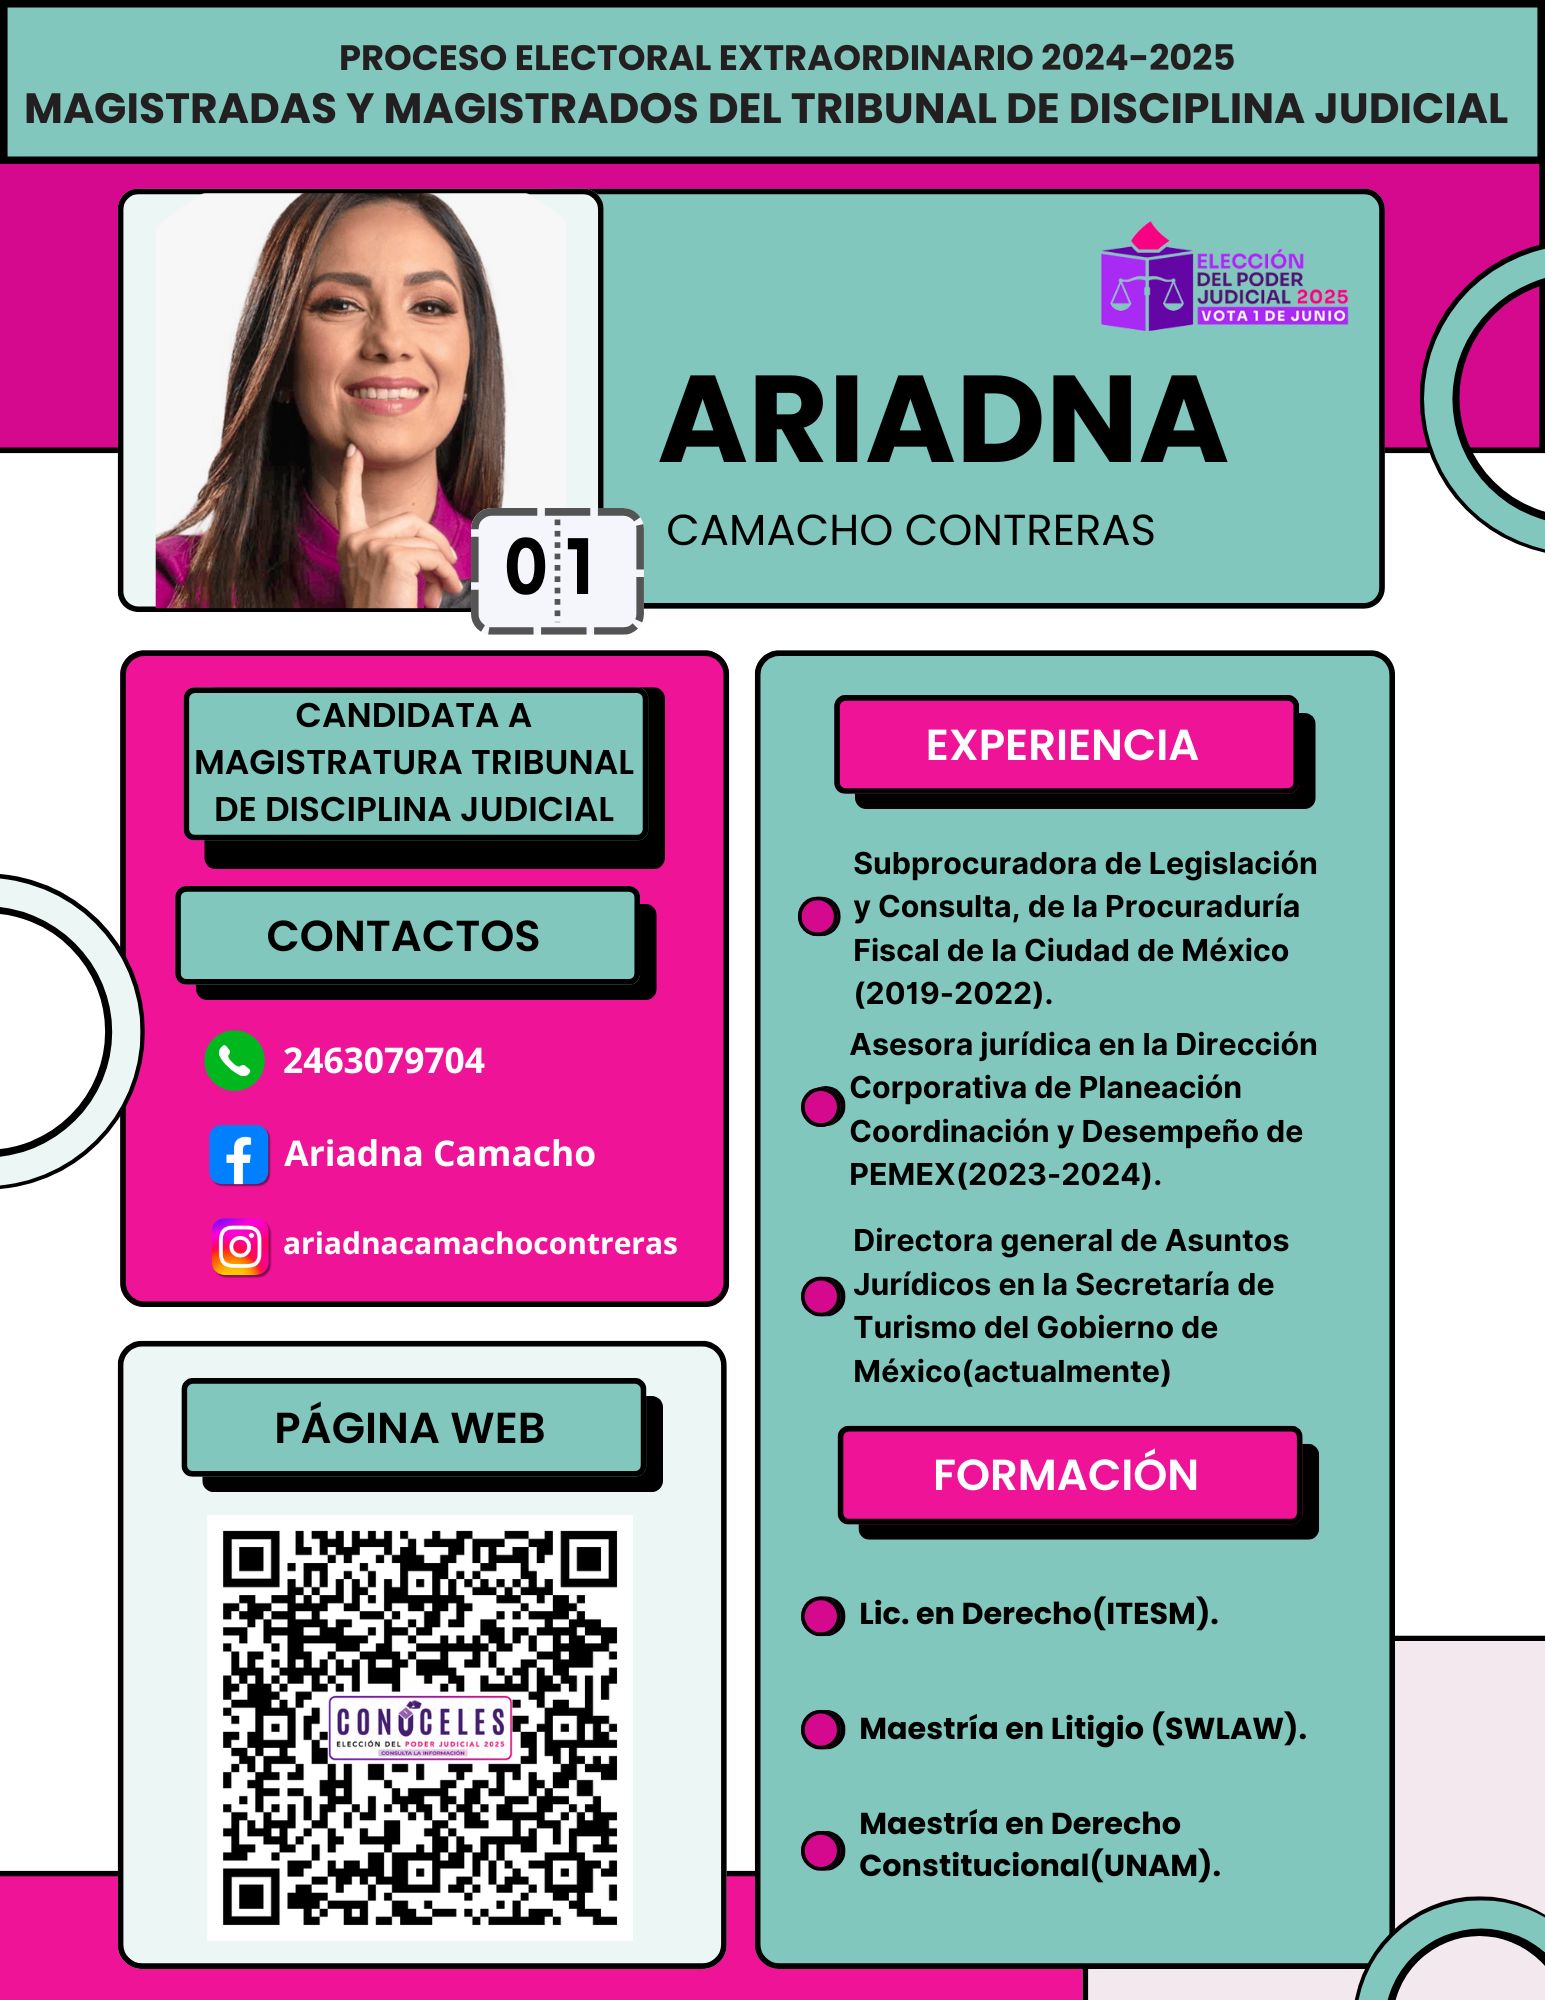 PROCESO ELECTORAL EXTRAORDINARIO 2024-2025
MAGISTRADAS Y MAGISTRADOS DEL TRIBUNAL DE DISCIPLINA JUDICIAL
ELECCIÓN
DEL PODER
JUDICIAL 2025
VOTA 1 DE JUNIO
ARIADNA
CAMACHO CONTRERAS
01
CANDIDATA A
MAGISTRATURA TRIBUNAL
DE DISCIPLINA JUDICIAL
CONTACTOS
2463079704
Ariadna Camacho
ariadnacamachocontreras
PÁGINA WEB
CONÓCELES
ELECCIÓN DEL PODER JUDICIAL 2025
CONSULTA LA INFORMACIÓN
EXPERIENCIA
Subprocuradora de Legislación
y Consulta, de la Procuraduría
Fiscal de la Ciudad de México
(2019-2022).
Asesora jurídica en la Dirección
Corporativa de Planeación
Coordinación y Desempeño de
PEMEX(2023-2024).
Directora general de Asuntos
Jurídicos en la Secretaría de
Turismo del Gobierno de
México(actualmente)
FORMACIÓN
Lic. en Derecho(ITESM).
Maestría en Litigio (SWLAW).
Maestría en Derecho
Constitucional(UNAM).